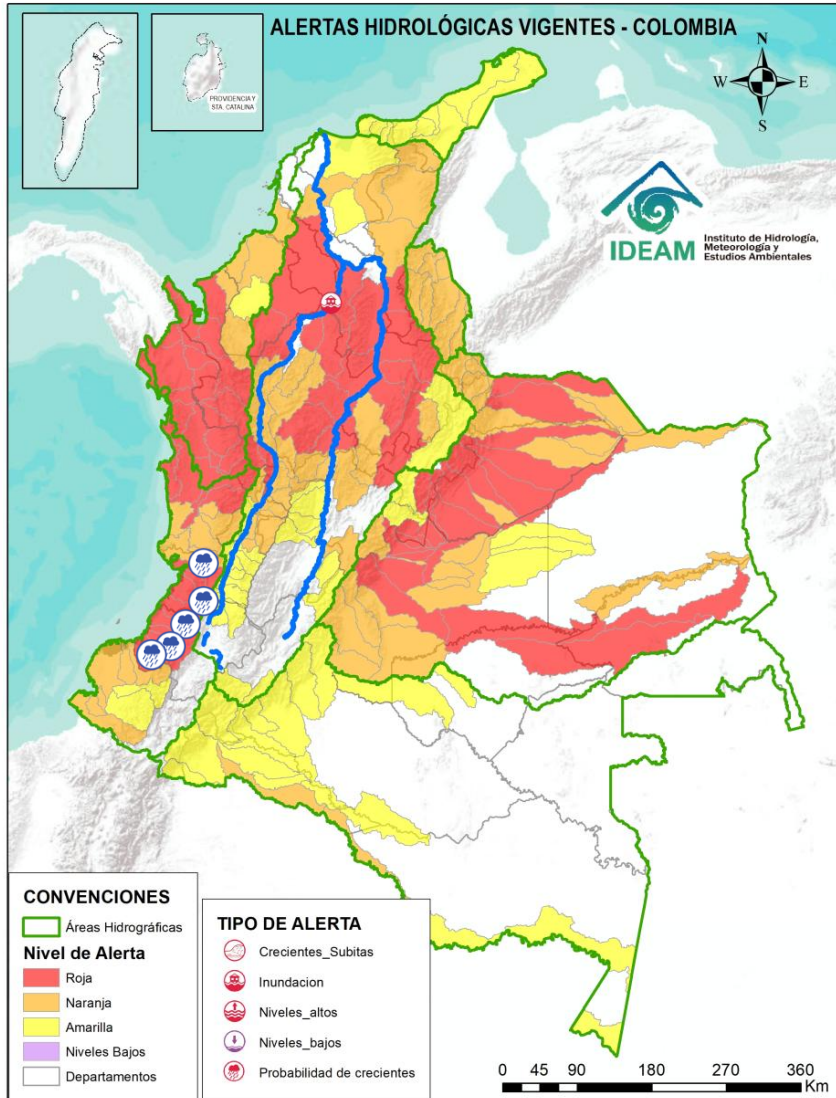 ALERTAS HIDROLÓGICAS VIGENTES - COLOMBIA
PROVIDENCIA Y
STA. CATALINA
N
W
E
S
IDEAM
Instituto de Hidrología,
Meteorología y
Estudios Ambientales
CONVENCIONES
Áreas Hidrográficas
Nivel de Alerta
Roja
Naranja
Amarilla
Niveles Bajos
Departamentos
TIPO DE ALERTA
Crecientes_Subitas
Inundacion
Niveles_altos
Niveles_bajos
Probabilidad de crecientes
0 45 90 180 270 360
Km